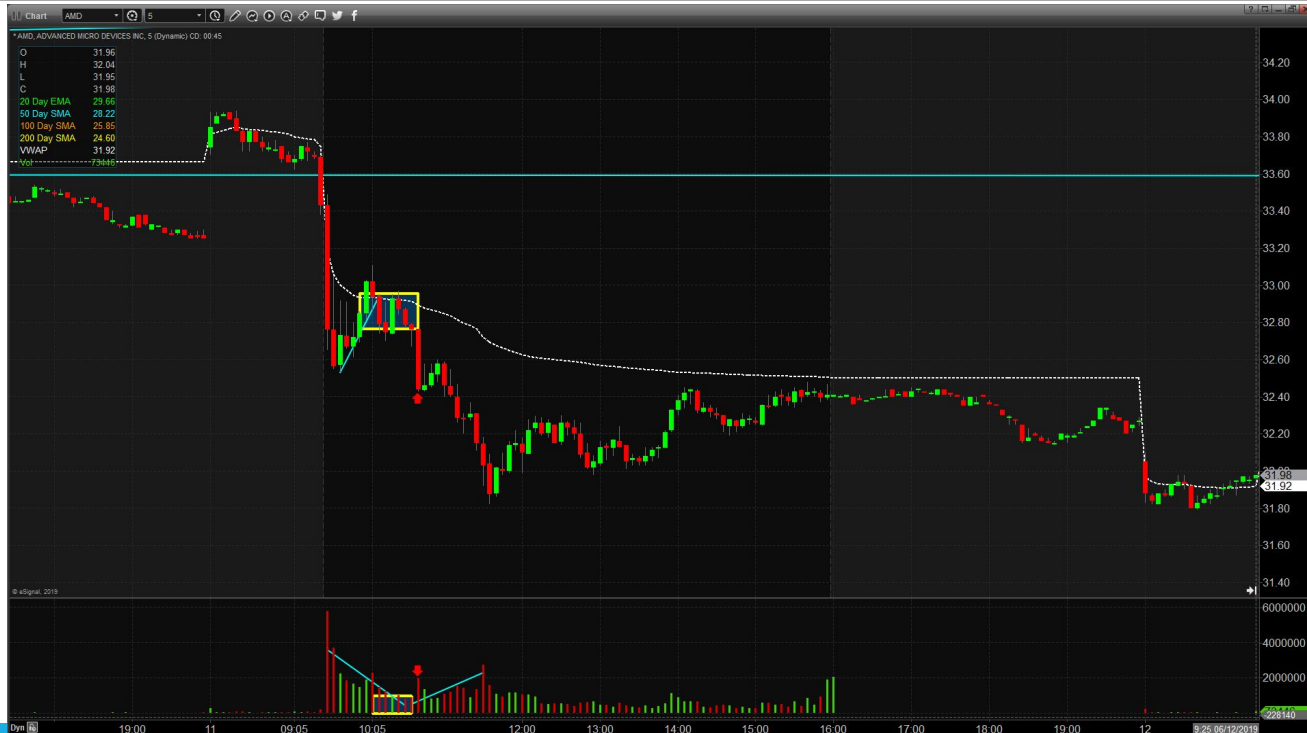 Chart AMD 5
* AMD, ADVANCED MICRO DEVICES INC, 5 (Dynamic) CD: 00:45
O 31.96
H 32.04
L 31.95
C 31.98
20 Day EMA 29.66
50 Day SMA 28.22
100 Day SMA 25.85
200 Day SMA 24.60
VWAP 31.92
Vol 73446
34.20
34.00
33.80
33.60
33.40
33.20
33.00
32.80
32.60
32.40
32.20
31.98
31.92
31.80
31.60
31.40
© eSignal, 2019
6000000
4000000
2000000
-228140
Dyn 19:00 11 09:05 10:05 12:00 13:00 14:00 15:00 16:00 17:00 18:00 19:00 12 9:25 06/12/2019